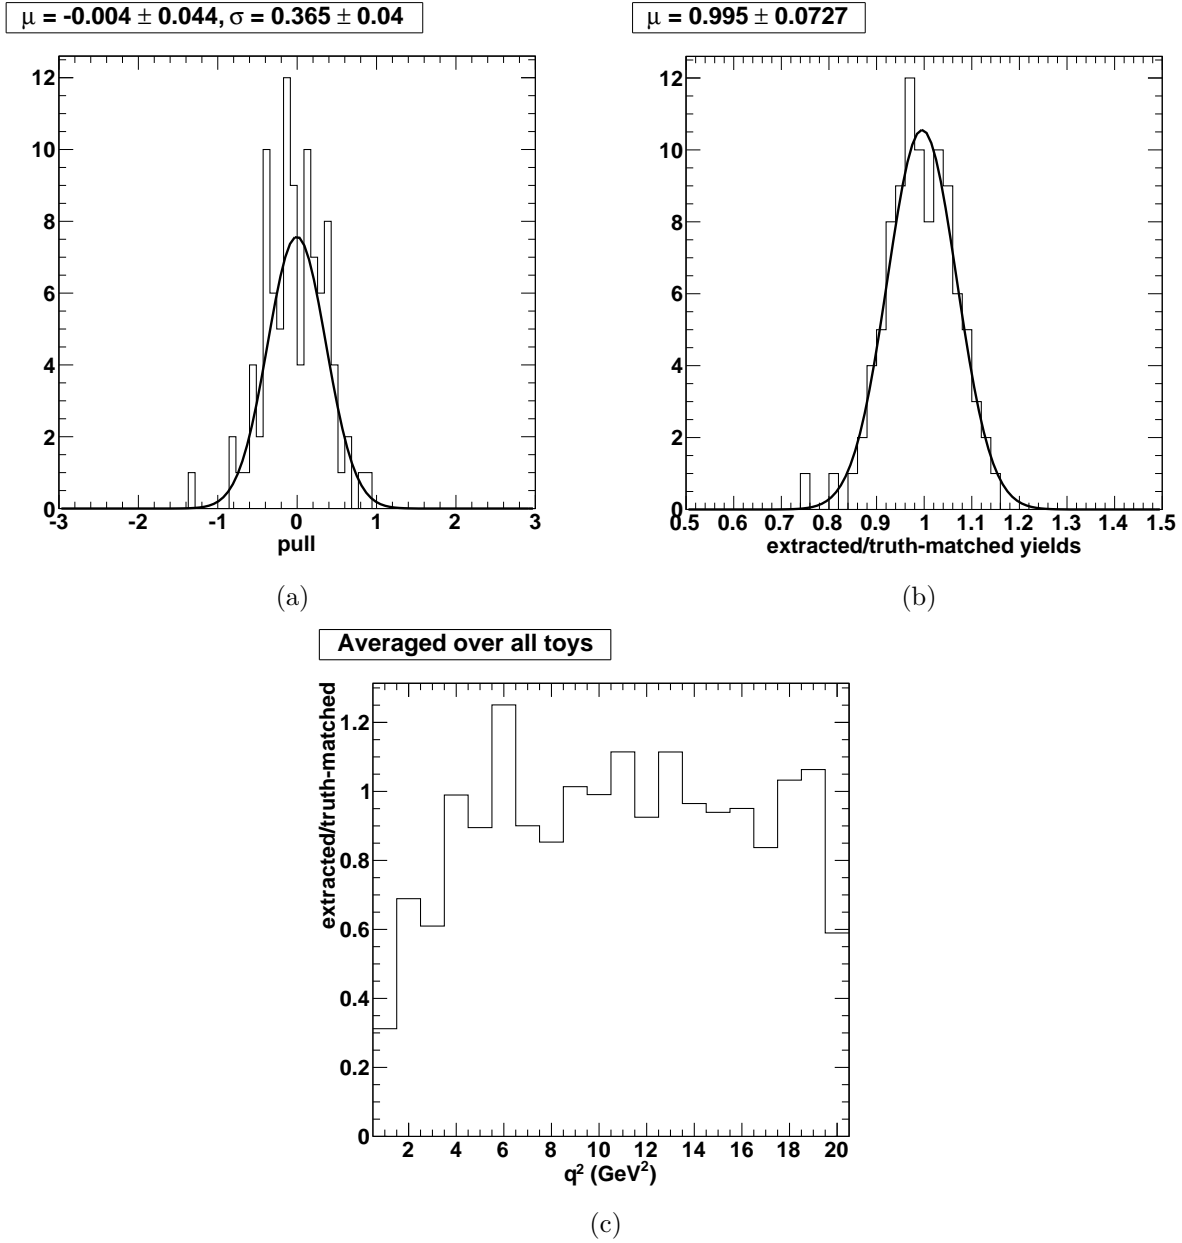 μ = -0.004 ± 0.044, σ = 0.365 ± 0.04
12
10
8
6
4
2
0
-3 -2 -1 0 1 2 3
pull
(a)
μ = 0.995 ± 0.0727
12
10
8
6
4
2
0
0.5 0.6 0.7 0.8 0.9 1 1.1 1.2 1.3 1.4 1.5
extracted/truth-matched yields
(b)
Averaged over all toys
extracted/truth-matched
1.2
1
0.8
0.6
0.4
0.2
0
2 4 6 8 10 12 14 16 18 20
q² (GeV²)
(c)